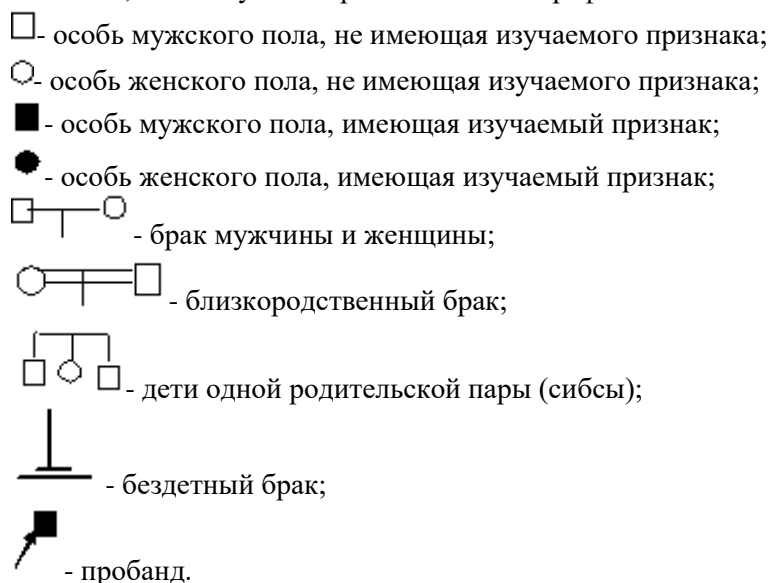 - особь мужского пола, не имеющая изучаемого признака;
- особь женского пола, не имеющая изучаемого признака;
- особь мужского пола, имеющая изучаемый признак;
- особь женского пола, имеющая изучаемый признак;
- брак мужчины и женщины;
- близкородственный брак;
- дети одной родительской пары (сибсы);
- бездетный брак;
- пробанд.